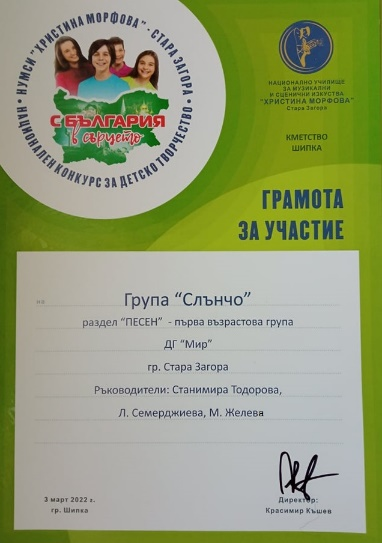 НУМСИ "ХРИСТИНА МОРФОВА" - СТАРА ЗАГОРА
• НАЦИОНАЛЕН КОНКУРС ЗА ДЕТСКО ТВОРЧЕСТВО •
С БЪЛГАРИЯ
в сърцето
НАЦИОНАЛНО УЧИЛИЩЕ
ЗА МУЗИКАЛНИ
И СЦЕНИЧНИ ИЗКУСТВА
"ХРИСТИНА МОРФОВА"
Стара Загора
КМЕТСТВО
ШИПКА
ГРАМОТА
ЗА УЧАСТИЕ
на
Група "Слънчо"
раздел "ПЕСЕН" - първа възрастова група
ДГ "Мир"
гр. Стара Загора
Ръководители: Станимира Тодорова,
Л. Семерджиева, М. Желева
3 март 2022 г.
гр. Шипка
Директор:
Красимир Къшев